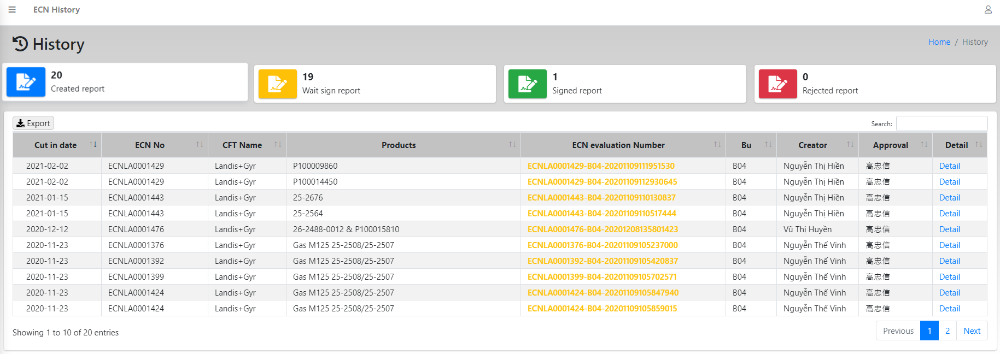 ECN History
History
Home / History
20
Created report
19
Wait sign report
1
Signed report
0
Rejected report
Export
Search:
Cut in date ECN No CFT Name Products ECN evaluation Number Bu Creator Approval Detail
2021-02-02 ECNLA0001429 Landis+Gyr P100009860 ECNLA0001429-B04-20201109111951530 B04 Nguyễn Thị Hiền 高忠信 Detail
2021-02-02 ECNLA0001429 Landis+Gyr P100014450 ECNLA0001429-B04-20201109112930645 B04 Nguyễn Thị Hiền 高忠信 Detail
2021-01-15 ECNLA0001443 Landis+Gyr 25-2676 ECNLA0001443-B04-20201109110130837 B04 Nguyễn Thị Hiền 高忠信 Detail
2021-01-15 ECNLA0001443 Landis+Gyr 25-2564 ECNLA0001443-B04-20201109110517444 B04 Nguyễn Thị Hiền 高忠信 Detail
2020-12-12 ECNLA0001476 Landis+Gyr 26-2488-0012 & P100015810 ECNLA0001476-B04-20201208135801423 B04 Vũ Thị Huyền 高忠信 Detail
2020-11-23 ECNLA0001376 Landis+Gyr Gas M125 25-2508/25-2507 ECNLA0001376-B04-20201109105237000 B04 Nguyễn Thế Vinh 高忠信 Detail
2020-11-23 ECNLA0001392 Landis+Gyr Gas M125 25-2508/25-2507 ECNLA0001392-B04-20201109105420837 B04 Nguyễn Thế Vinh 高忠信 Detail
2020-11-23 ECNLA0001399 Landis+Gyr Gas M125 25-2508/25-2507 ECNLA0001399-B04-20201109105702571 B04 Nguyễn Thế Vinh 高忠信 Detail
2020-11-23 ECNLA0001424 Landis+Gyr Gas M125 25-2508/25-2507 ECNLA0001424-B04-20201109105847940 B04 Nguyễn Thế Vinh 高忠信 Detail
2020-11-23 ECNLA0001424 Landis+Gyr Gas M125 25-2508/25-2507 ECNLA0001424-B04-20201109105859015 B04 Nguyễn Thế Vinh 高忠信 Detail
Showing 1 to 10 of 20 entries
Previous 1 2 Next